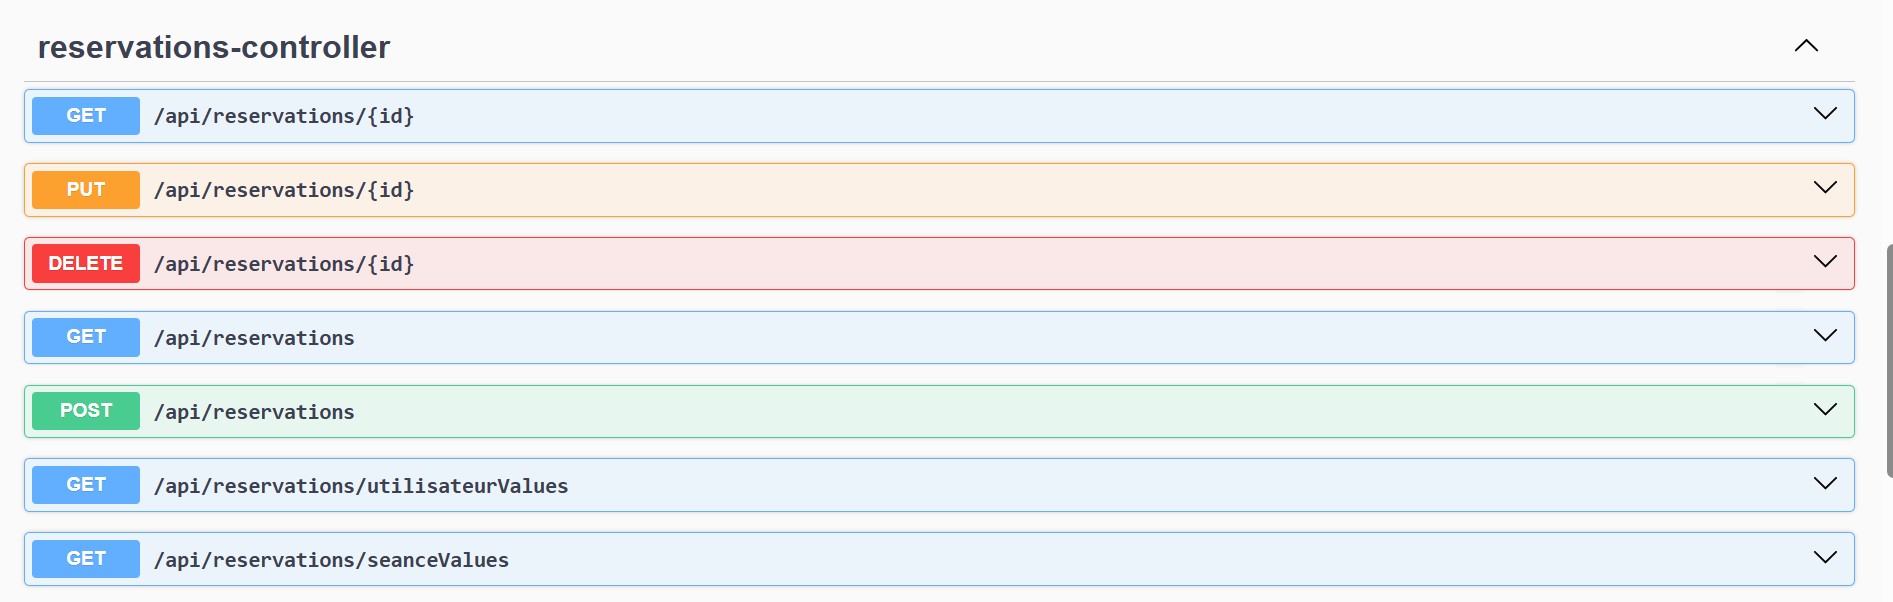 reservations-controller
GET /api/reservations/{id}
PUT /api/reservations/{id}
DELETE /api/reservations/{id}
GET /api/reservations
POST /api/reservations
GET /api/reservations/utilisateurValues
GET /api/reservations/seanceValues